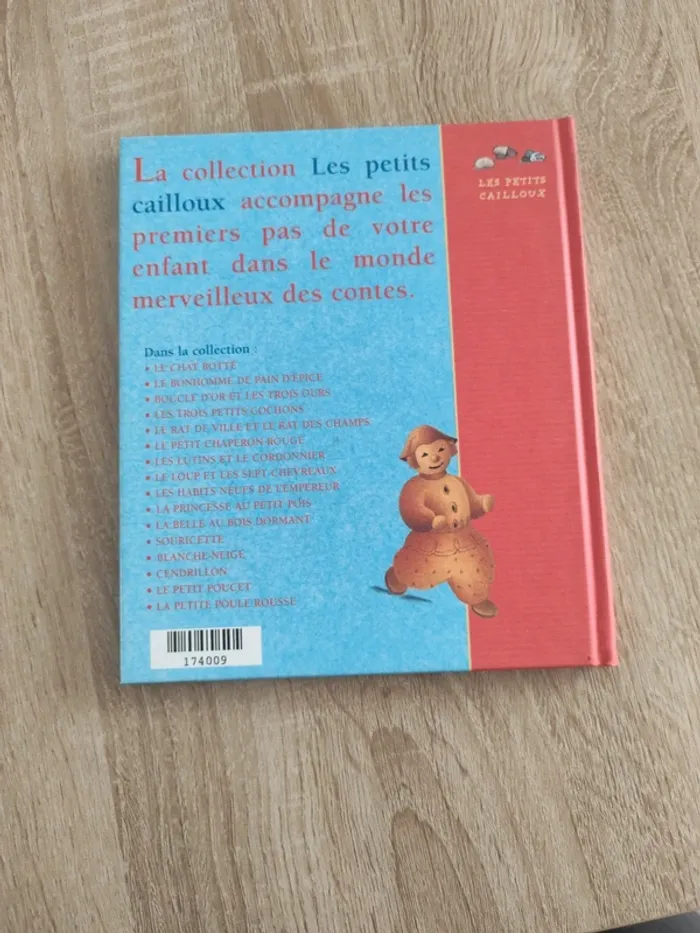 La collection Les petits
cailloux accompagne les
premiers pas de votre
enfant dans le monde
merveilleux des contes.
LES PETITS
CAILLOUX
Dans la collection :
• LE CHAT BOTTÉ
• LE BONHOMME DE PAIN D'ÉPICE
• BOUCLE D'OR ET LES TROIS OURS
• LES TROIS PETITS COCHONS
• LE RAT DE VILLE ET LE RAT DES CHAMPS
• LE PETIT CHAPERON ROUGE
• LES LUTINS ET LE CORDONNIER
• LE LOUP ET LES SEPT CHEVREAUX
• LES HABITS NEUFS DE L'EMPEREUR
• LA PRINCESSE AU PETIT POIS
• LA BELLE AU BOIS DORMANT
• SOURICETTE
• BLANCHE-NEIGE
• CENDRILLON
• LE PETIT POUCET
• LA PETITE POULE ROUSSE
174009